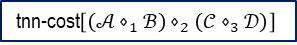 tnn-cost[(𝒜 ⋄₁ ℬ) ⋄₂ (𝒞 ⋄₃ 𝒟)]